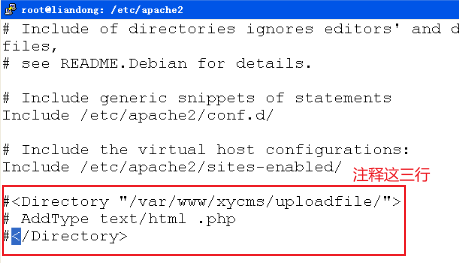 root@liandong: /etc/apache2
# Include of directories ignores editors' and d
files,
# see README.Debian for details.
# Include generic snippets of statements
Include /etc/apache2/conf.d/
# Include the virtual host configurations:
Include /etc/apache2/sites-enabled/
注释这三行
#<Directory "/var/www/xycms/uploadfile/">
# AddType text/html .php
#</Directory>